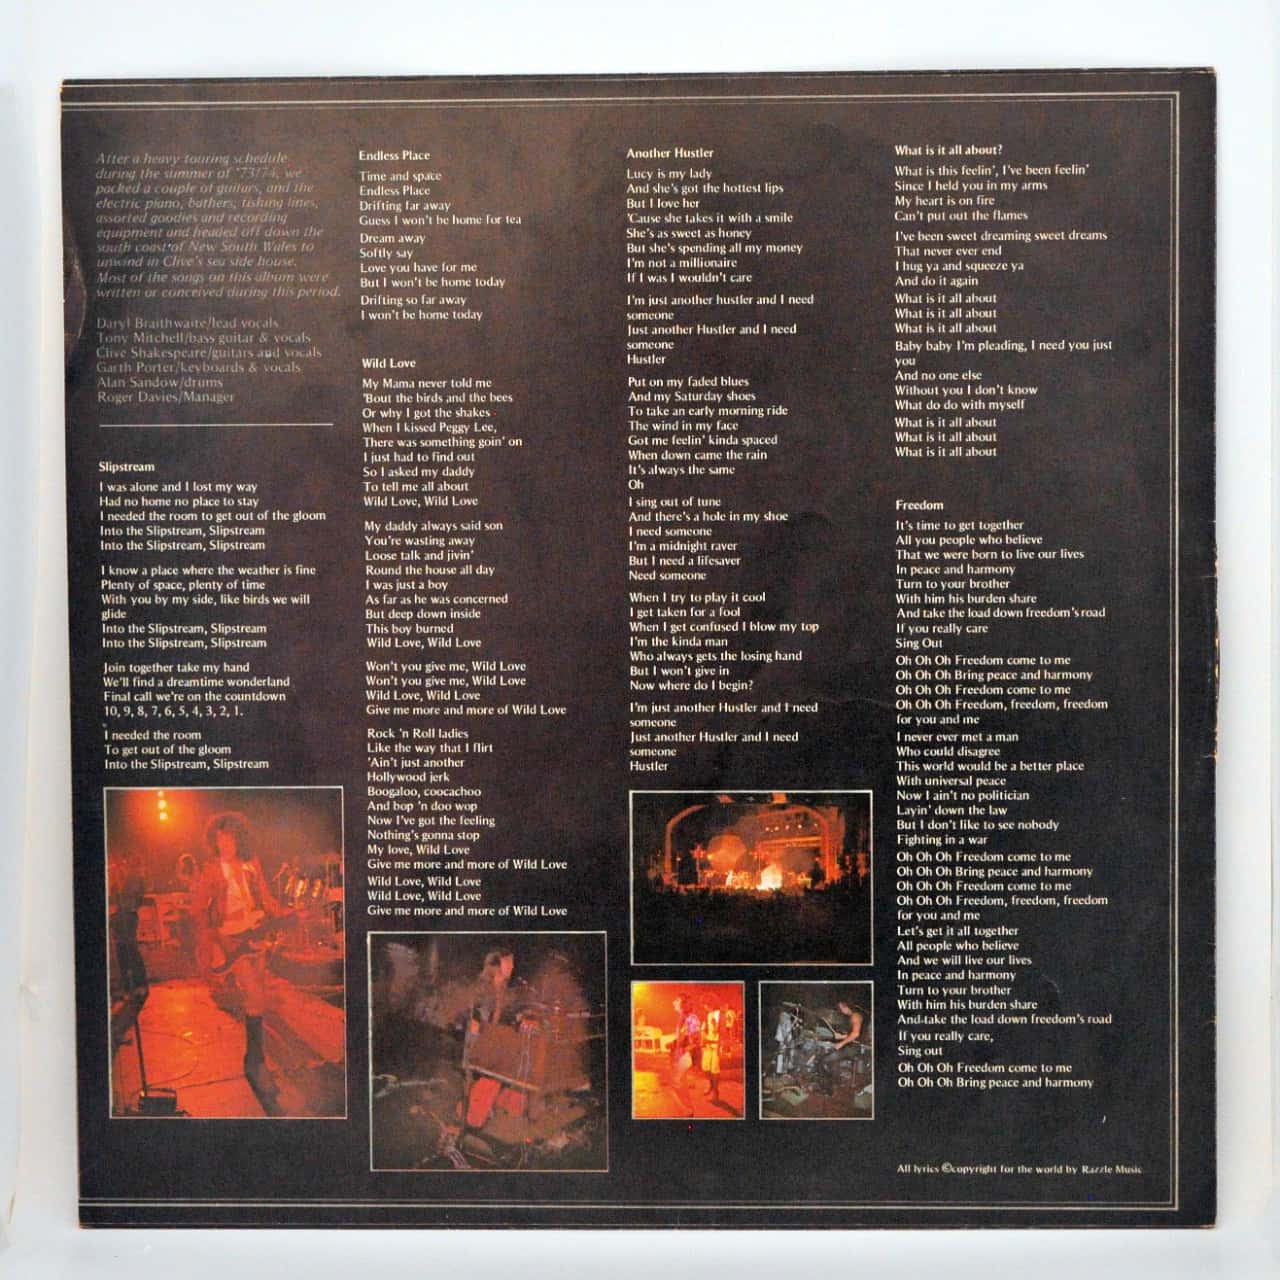 After a heavy touring schedule
during the summer of '73/74, we
packed a couple of guitars, and the
electric piano, bathers, fishing lines,
assorted goodies and recording
equipment and headed off down the
south coast of New South Wales to
unwind in Clive's sea side house.
Most of the songs on this album were
written or conceived during this period.
Daryl Braithwaite/lead vocals
Tony Mitchell/bass guitar & vocals
Clive Shakespeare/guitars and vocals
Garth Porter/keyboards & vocals
Alan Sandow/drums
Roger Davies/Manager
Slipstream
I was alone and I lost my way
Had no home no place to stay
I needed the room to get out of the gloom
Into the Slipstream, Slipstream
Into the Slipstream, Slipstream
I know a place where the weather is fine
Plenty of space, plenty of time
With you by my side, like birds we will
glide
Into the Slipstream, Slipstream
Into the Slipstream, Slipstream
Join together take my hand
We'll find a dreamtime wonderland
Final call we're on the countdown
10, 9, 8, 7, 6, 5, 4, 3, 2, 1.
I needed the room
To get out of the gloom
Into the Slipstream, Slipstream
Endless Place
Time and space
Endless Place
Drifting far away
Guess I won't be home for tea
Dream away
Softly say
Love you have for me
But I won't be home today
Drifting so far away
I won't be home today
Wild Love
My Mama never told me
'Bout the birds and the bees
Or why I got the shakes
When I kissed Peggy Lee,
There was something goin' on
I just had to find out
So I asked my daddy
To tell me all about
Wild Love, Wild Love
My daddy always said son
You're wasting away
Loose talk and jivin'
Round the house all day
I was just a boy
As far as he was concerned
But deep down inside
This boy burned
Wild Love, Wild Love
Won't you give me, Wild Love
Won't you give me, Wild Love
Wild Love, Wild Love
Give me more and more of Wild Love
Rock 'n Roll ladies
Like the way that I flirt
'Ain't just another
Hollywood jerk
Boogaloo, coocachoo
And bop 'n doo wop
Now I've got the feeling
Nothing's gonna stop
My love, Wild Love
Give me more and more of Wild Love
Wild Love, Wild Love
Wild Love, Wild Love
Give me more and more of Wild Love
Another Hustler
Lucy is my lady
And she's got the hottest lips
But I love her
'Cause she takes it with a smile
She's as sweet as honey
But she's spending all my money
I'm not a millionaire
If I was I wouldn't care
I'm just another hustler and I need
someone
Just another Hustler and I need
someone
Hustler
Put on my faded blues
And my Saturday shoes
To take an early morning ride
The wind in my face
Got me feelin' kinda spaced
When down came the rain
It's always the same
Oh
I sing out of tune
And there's a hole in my shoe
I need someone
I'm a midnight raver
But I need a lifesaver
Need someone
When I try to play it cool
I get taken for a fool
When I get confused I blow my top
I'm the kinda man
Who always gets the losing hand
But I won't give in
Now where do I begin?
I'm just another Hustler and I need
someone
Just another Hustler and I need
someone
Hustler
What is it all about?
What is this feelin', I've been feelin'
Since I held you in my arms
My heart is on fire
Can't put out the flames
I've been sweet dreaming sweet dreams
That never ever end
I hug ya and squeeze ya
And do it again
What is it all about
What is it all about
What is it all about
Baby baby I'm pleading, I need you just
you
And no one else
Without you I don't know
What do do with myself
What is it all about
What is it all about
What is it all about
Freedom
It's time to get together
All you people who believe
That we were born to live our lives
In peace and harmony
Turn to your brother
With him his burden share
And take the load down freedom's road
If you really care
Sing Out
Oh Oh Oh Freedom come to me
Oh Oh Oh Bring peace and harmony
Oh Oh Oh Freedom come to me
Oh Oh Oh Freedom, freedom, freedom
for you and me
I never ever met a man
Who could disagree
This world would be a better place
With universal peace
Now I ain't no politician
Layin' down the law
But I don't like to see nobody
Fighting in a war
Oh Oh Oh Freedom come to me
Oh Oh Oh Bring peace and harmony
Oh Oh Oh Freedom come to me
Oh Oh Oh Freedom, freedom, freedom
for you and me
Let's get it all together
All people who believe
And we will live our lives
In peace and harmony
Turn to your brother
With him his burden share
And take the load down freedom's road
If you really care,
Sing out
Oh Oh Oh Freedom come to me
Oh Oh Oh Bring peace and harmony
All lyrics ©copyright for the world by Razzle Music